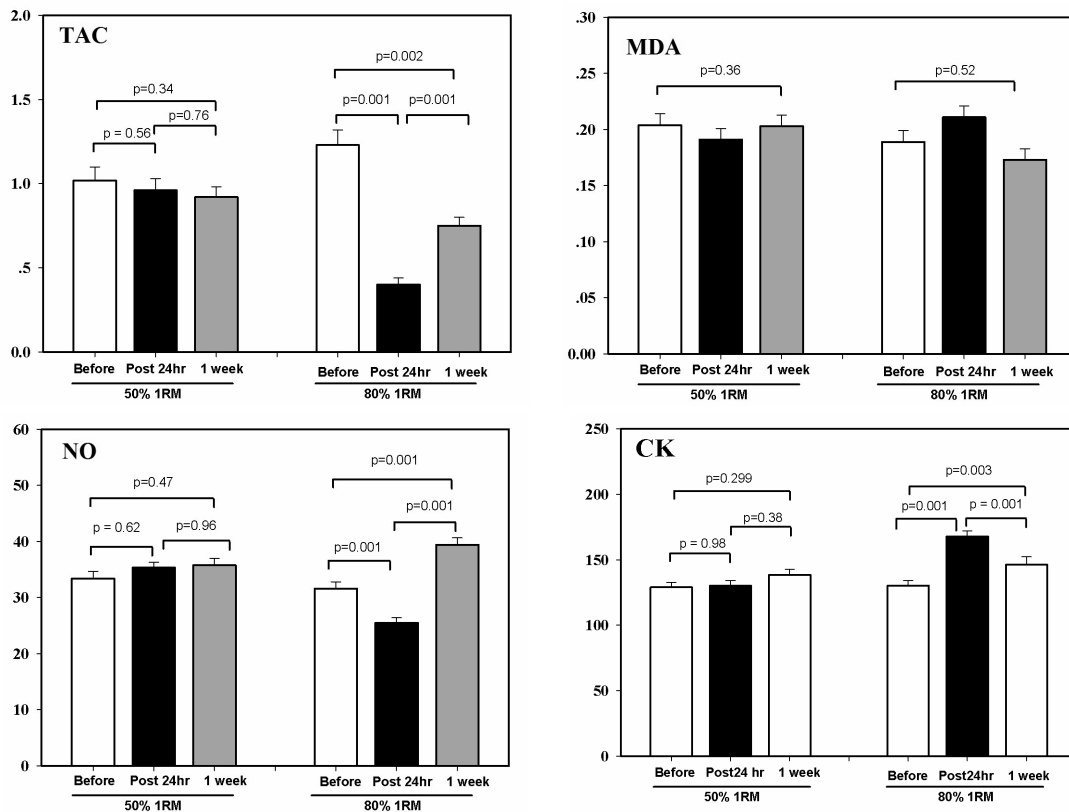 TAC
2.0
1.5
1.0
.5
0.0
p=0.34
p=0.76
p = 0.56
p=0.002
p=0.001
p=0.001
Before Post 24hr 1 week
50% 1RM
Before Post 24hr 1 week
80% 1RM
MDA
.30
.25
.20
.15
.10
.05
0.00
p=0.36
p=0.52
Before Post 24hr 1 week
50% 1RM
Before Post 24hr 1 week
80% 1RM
NO
60
50
40
30
20
10
0
p=0.47
p = 0.62
p=0.96
p=0.001
p=0.001
p=0.001
Before Post 24hr 1 week
50% 1RM
Before Post 24hr 1 week
80% 1RM
CK
250
200
150
100
50
0
p=0.299
p=0.38
p = 0.98
p=0.003
p=0.001
p = 0.001
Before Post24 hr 1 week
50% 1RM
Before Post24hr 1 week
80% 1RM